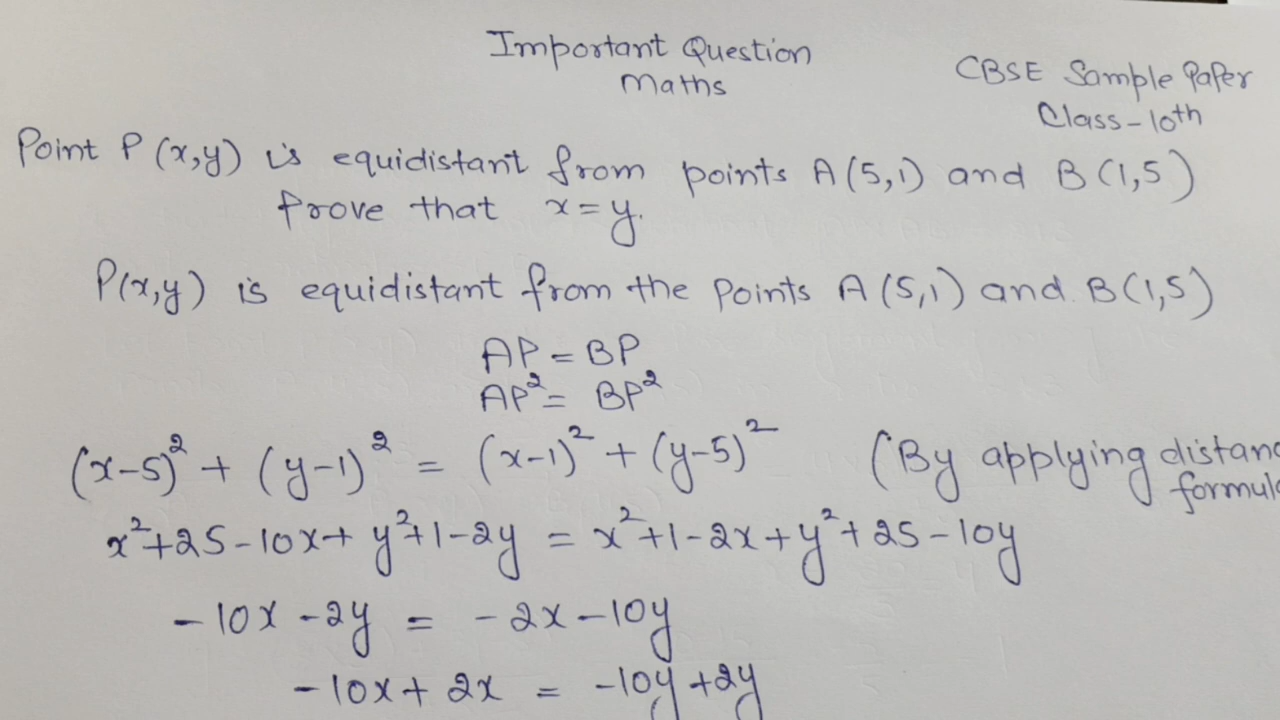 Important Question
Maths
CBSE Sample Paper
Class-10th
Point P (x,y) is equidistant from points A (5,1) and B (1,5)
Prove that x=y.
P(x,y) is equidistant from the points A (5,1) and B(1,5)
AP = BP
AP² = BP²
(x-5)² + (y-1)² = (x-1)² + (y-5)² (By applying distanc
formula
x²+25-10x+ y²+1-2y = x²+1-2x+y²+25-10y
-10x -2y = -2x-10y
-10x+ 2x = -10y +2y